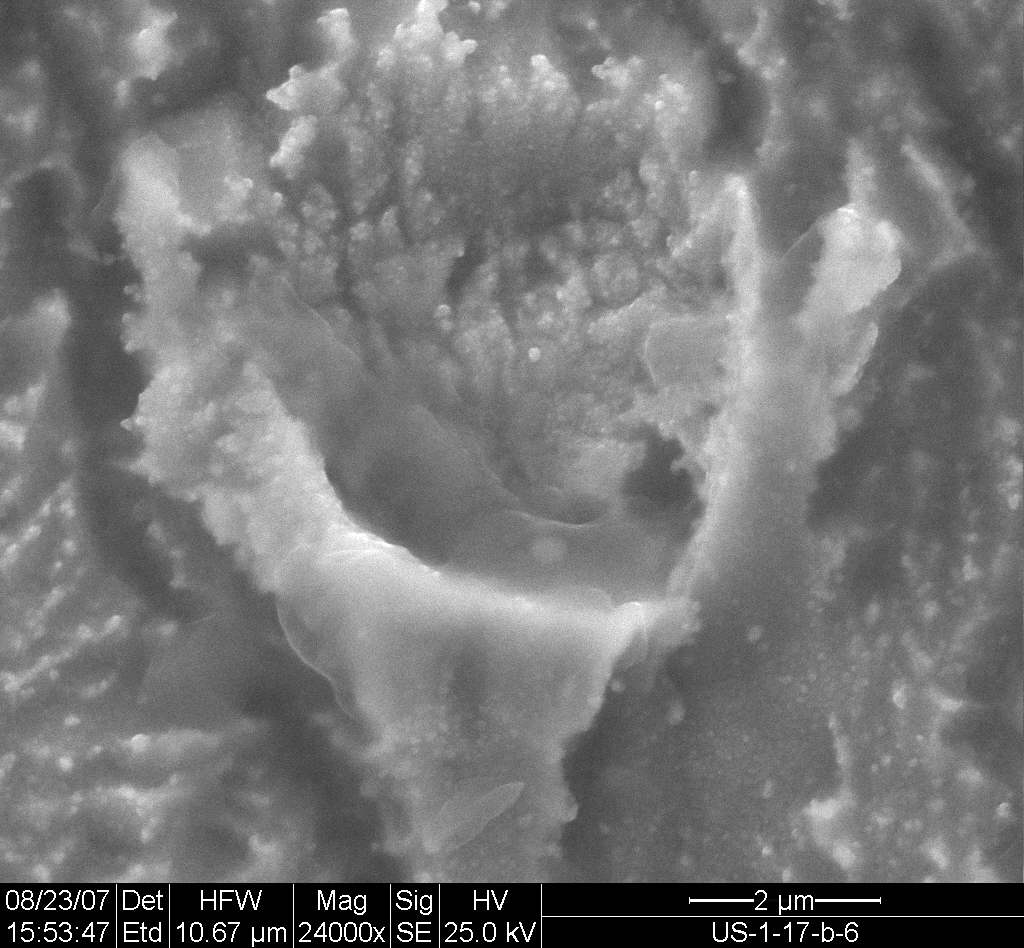 08/23/07 Det HFW Mag Sig HV 2 µm
15:53:47 Etd 10.67 µm 24000x SE 25.0 kV US-1-17-b-6